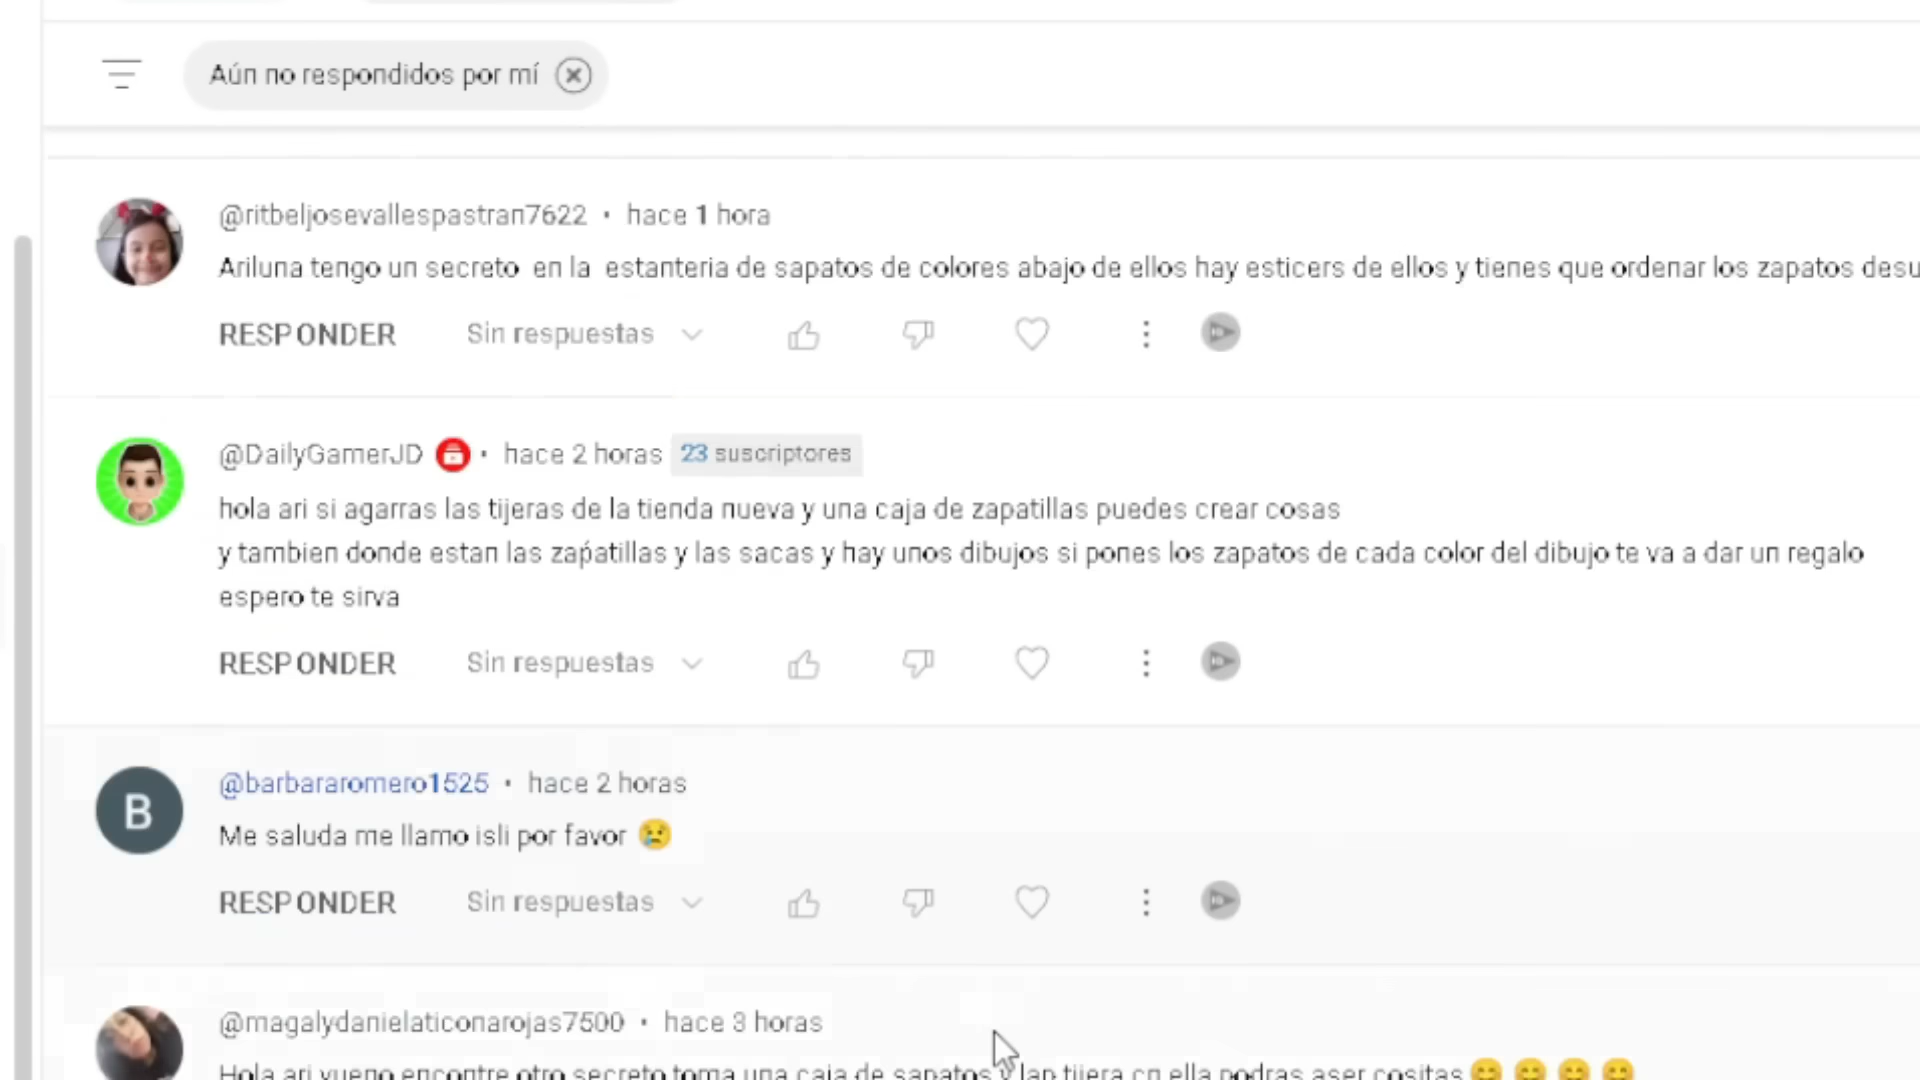 Aún no respondidos por mí
@ritbeljosevallespastran7622 • hace 1 hora
Ariluna tengo un secreto en la estanteria de sapatos de colores abajo de ellos hay esticers de ellos y tienes que ordenar los zapatos desu
RESPONDER Sin respuestas
@DailyGamerJD • hace 2 horas 23 suscriptores
hola ari si agarras las tijeras de la tienda nueva y una caja de zapatillas puedes crear cosas
y tambien donde estan las zaṕatillas y las sacas y hay unos dibujos si pones los zapatos de cada color del dibujo te va a dar un regalo
espero te sirva
RESPONDER Sin respuestas
@barbararomero1525 • hace 2 horas
B
Me saluda me llamo isli por favor 😢
RESPONDER Sin respuestas
@magalydanielaticonarojas7500 • hace 3 horas
Hola ari vueno encontre otro secreto toma una caja de sapatos y lap tijera cn ella podras aser cositas 😊 😊 😊 😊